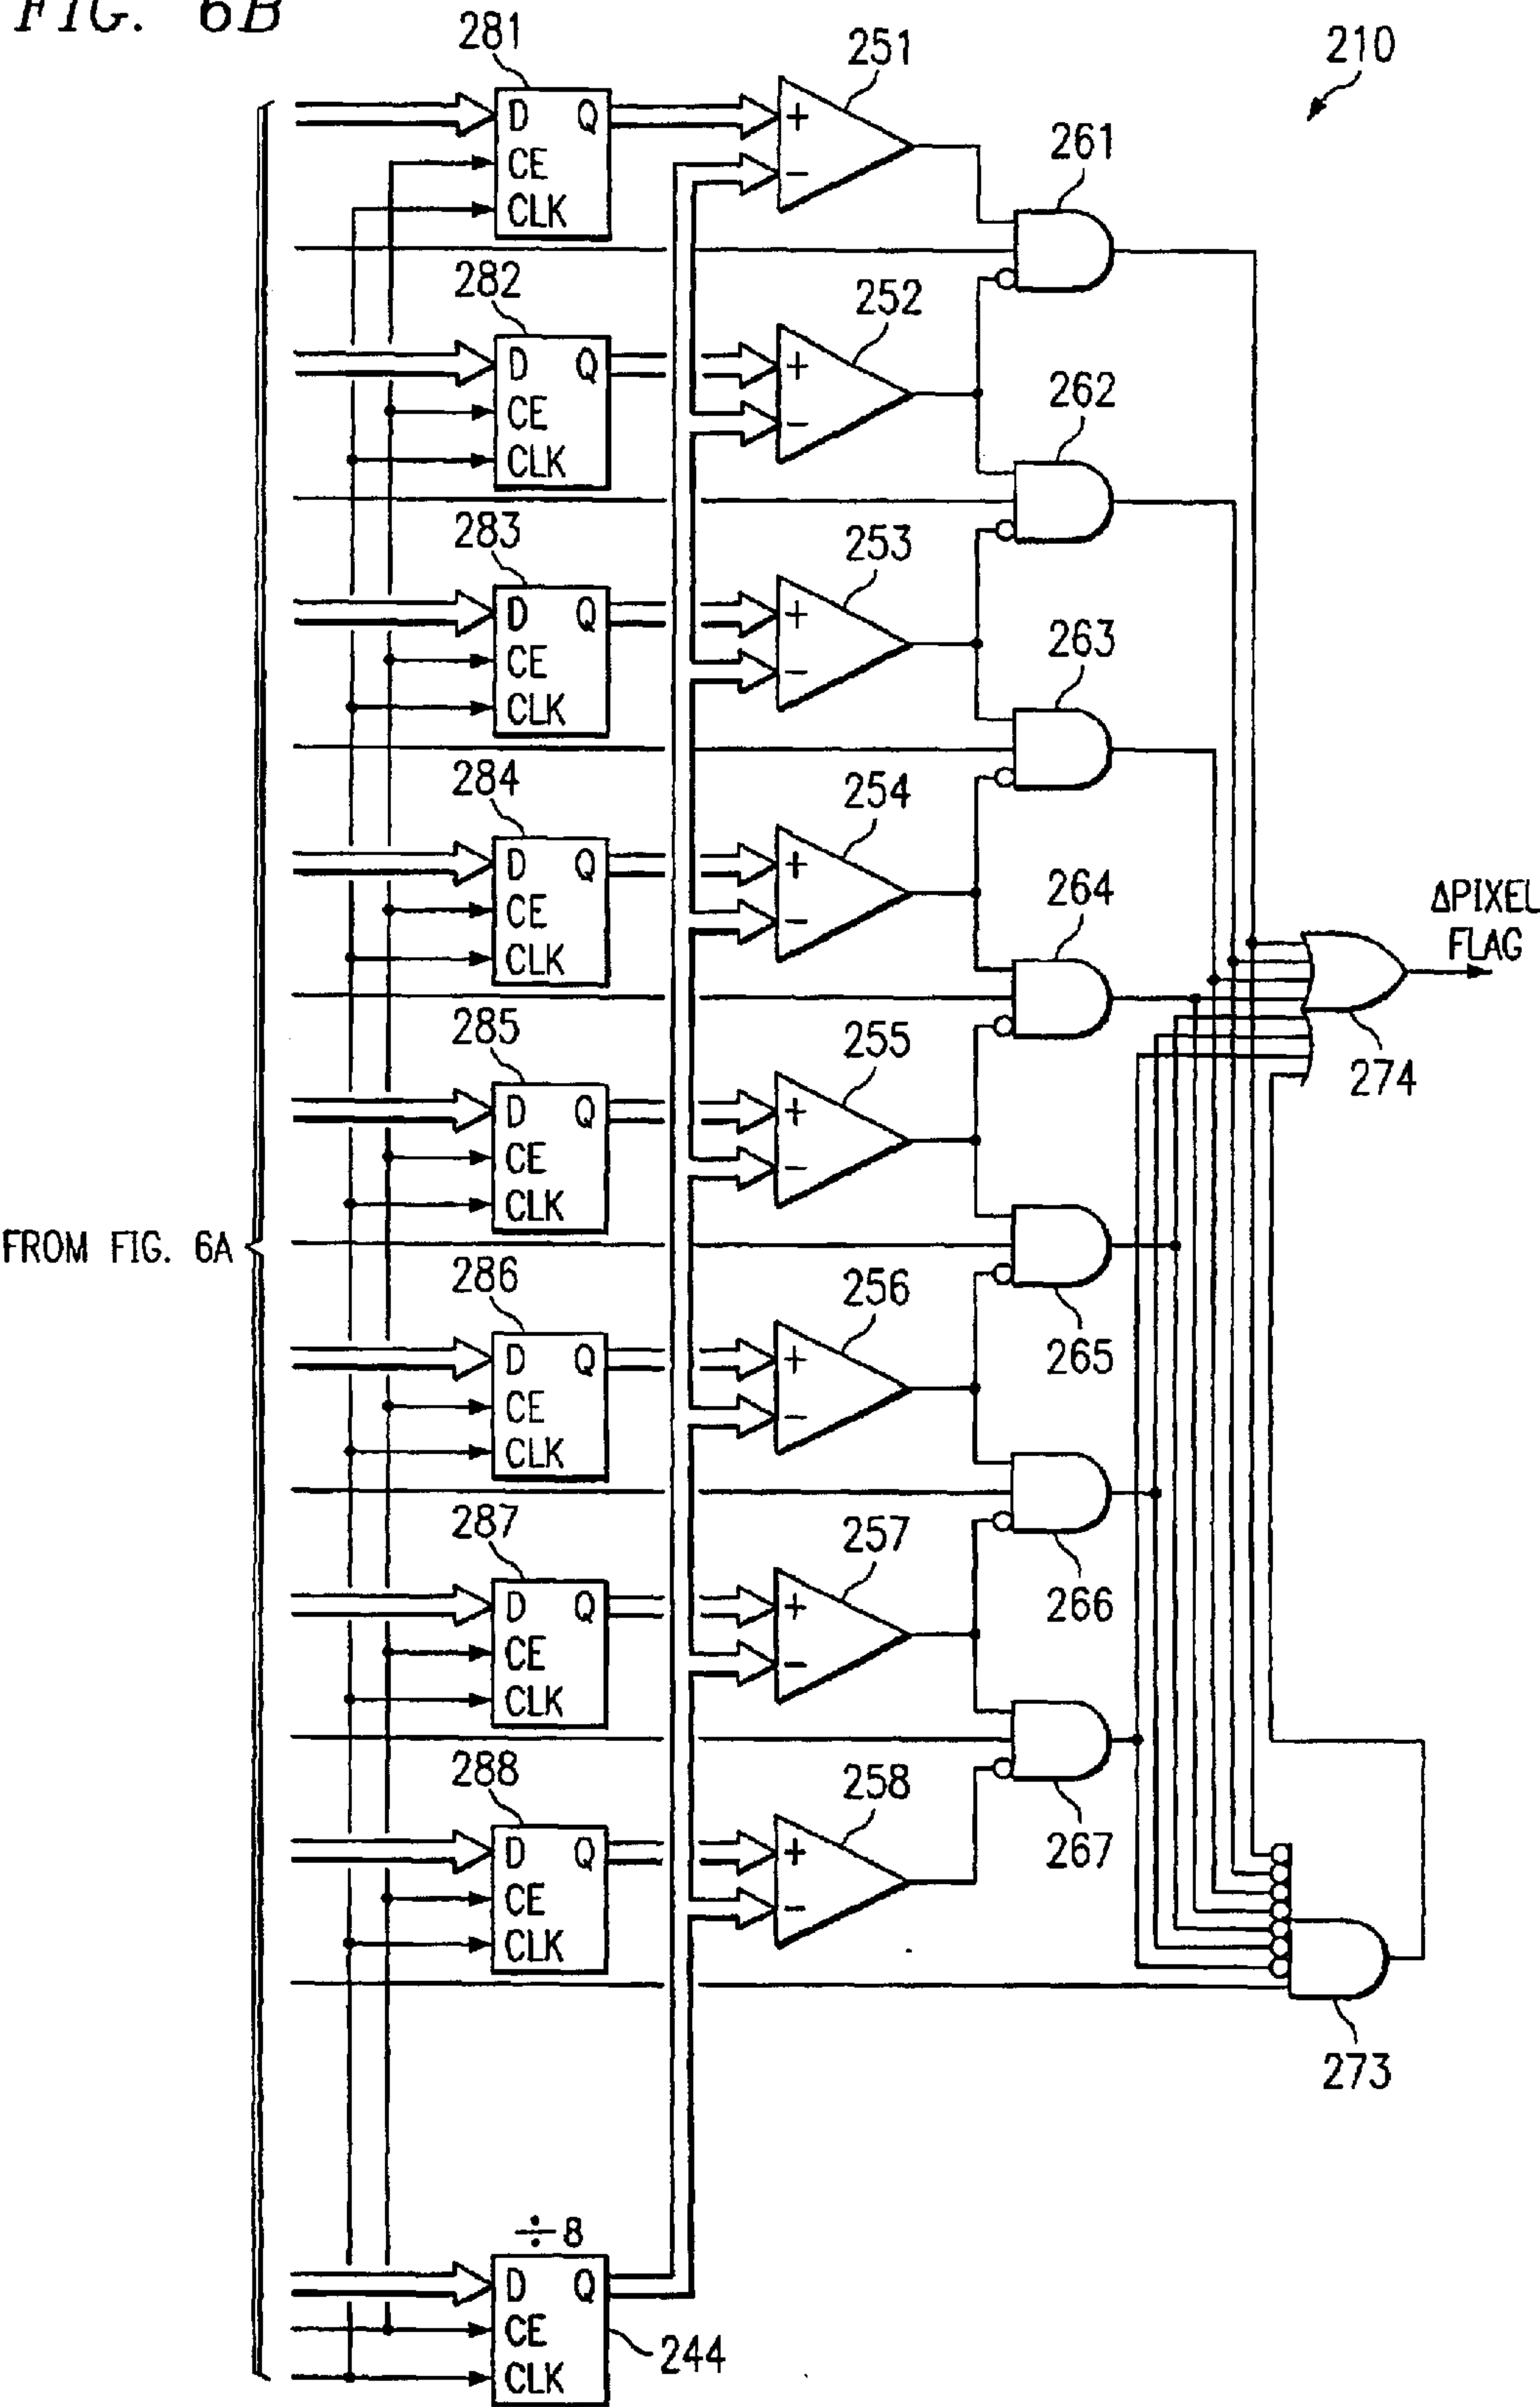 FIG. 6B
281
251
210
D Q
+
CE
−
261
CLK
282
252
D Q
+
262
CE
−
CLK
283
253
D Q
+
263
CE
−
CLK
284
254
D Q
+
264
CE
−
ΔPIXEL
FLAG
CLK
285
255
274
D Q
+
CE
−
CLK
FROM FIG. 6A
286
256
265
D Q
+
CE
−
CLK
287
257
266
D Q
+
CE
−
CLK
288
258
267
D Q
+
CE
−
CLK
273
÷8
D Q
CE
244
CLK